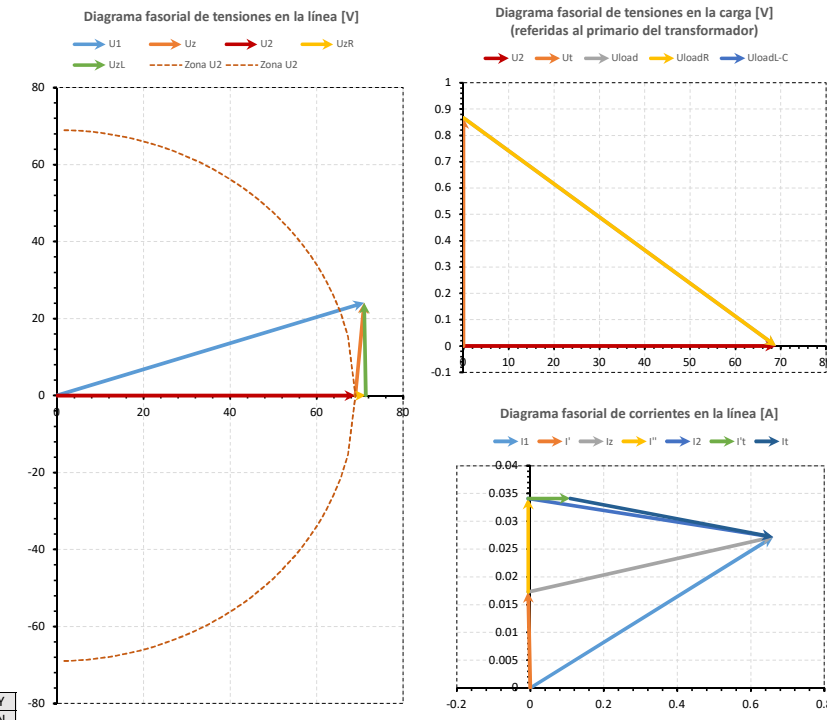 Diagrama fasorial de tensiones en la línea [V]
U1 Uz U2 UzR
UzL Zona U2 Zona U2
80
60
40
20
0
-20
-40
-60
-80
0 20 40 60 80
Diagrama fasorial de tensiones en la carga [V]
(referidas al primario del transformador)
U2 Ut Uload UloadR UloadL-C
1
0.9
0.8
0.7
0.6
0.5
0.4
0.3
0.2
0.1
0
-0.1
0 10 20 30 40 50 60 70
Diagrama fasorial de corrientes en la línea [A]
I1 I' Iz I'' I2 I't It
0.04
0.035
0.03
0.025
0.02
0.015
0.01
0.005
0
-0.2 0 0.2 0.4 0.6 0.8
Y